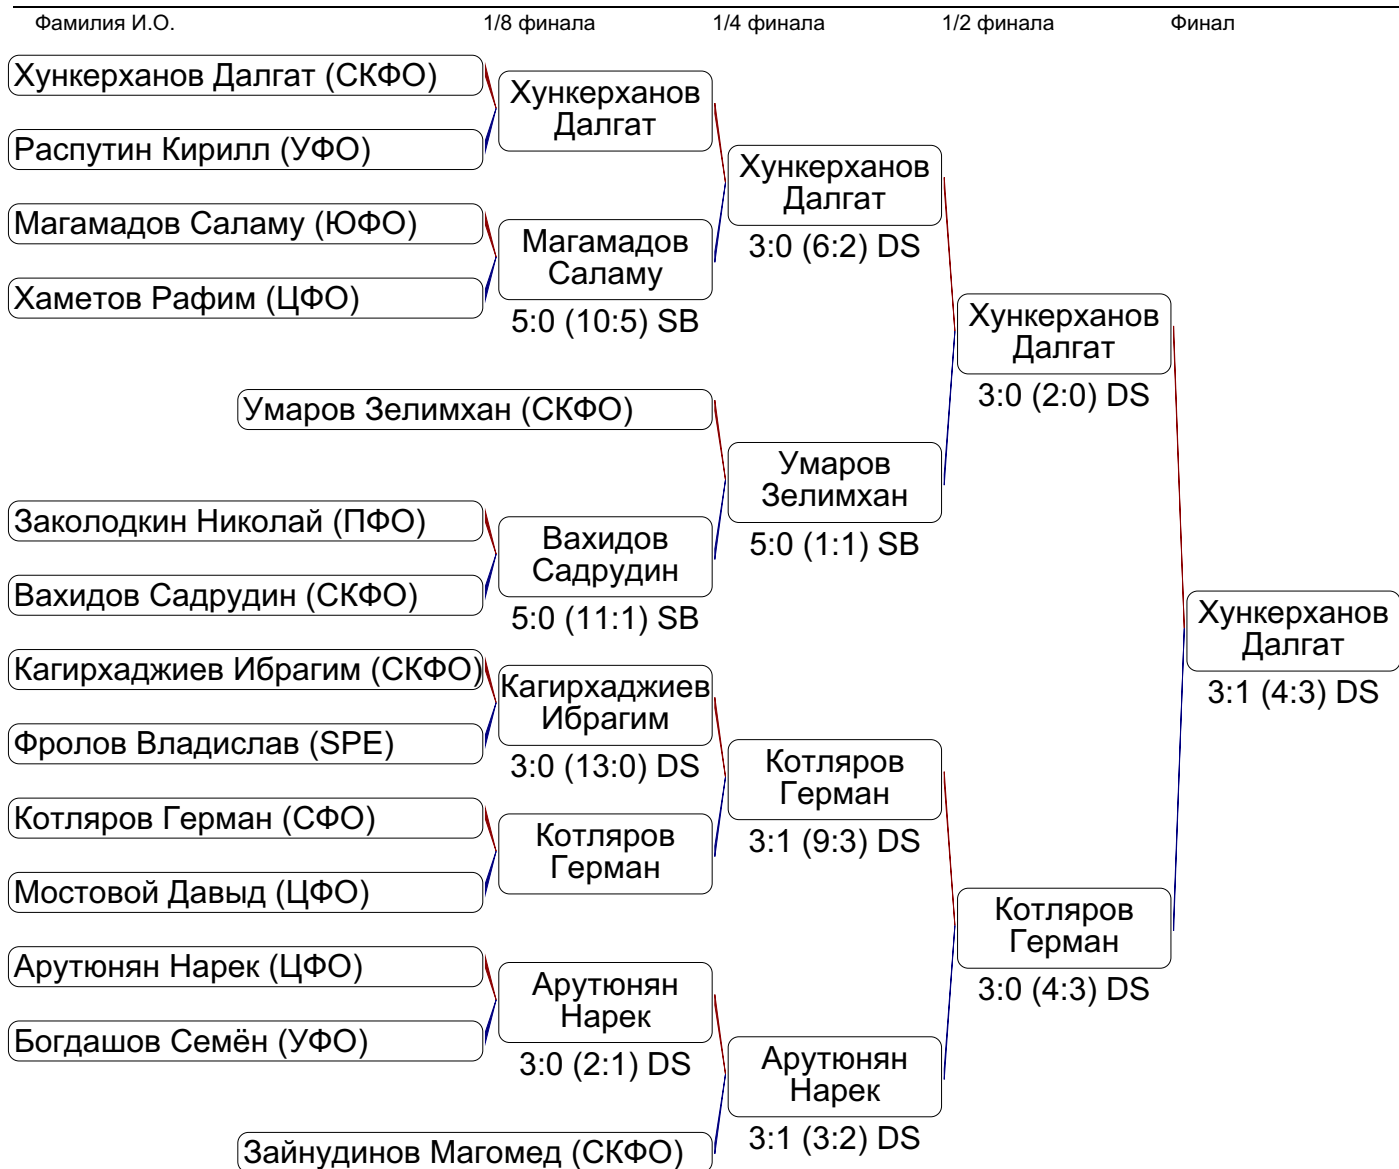 Фамилия И.О.
1/8 финала
1/4 финала
1/2 финала
Финал
Хункерханов Далгат (СКФО)
Распутин Кирилл (УФО)
Магамадов Саламу (ЮФО)
Хаметов Рафим (ЦФО)
Умаров Зелимхан (СКФО)
Заколодкин Николай (ПФО)
Вахидов Садрудин (СКФО)
Кагирхаджиев Ибрагим (СКФО)
Фролов Владислав (SPE)
Котляров Герман (СФО)
Мостовой Давыд (ЦФО)
Арутюнян Нарек (ЦФО)
Богдашов Семён (УФО)
Зайнудинов Магомед (СКФО)
Хункерханов
Далгат
Магамадов
Саламу
5:0 (10:5) SB
Вахидов
Садрудин
5:0 (11:1) SB
Кагирхаджиев
Ибрагим
3:0 (13:0) DS
Котляров
Герман
Арутюнян
Нарек
3:0 (2:1) DS
Хункерханов
Далгат
3:0 (6:2) DS
Умаров
Зелимхан
5:0 (1:1) SB
Котляров
Герман
3:1 (9:3) DS
Арутюнян
Нарек
3:1 (3:2) DS
Хункерханов
Далгат
3:0 (2:0) DS
Котляров
Герман
3:0 (4:3) DS
Хункерханов
Далгат
3:1 (4:3) DS